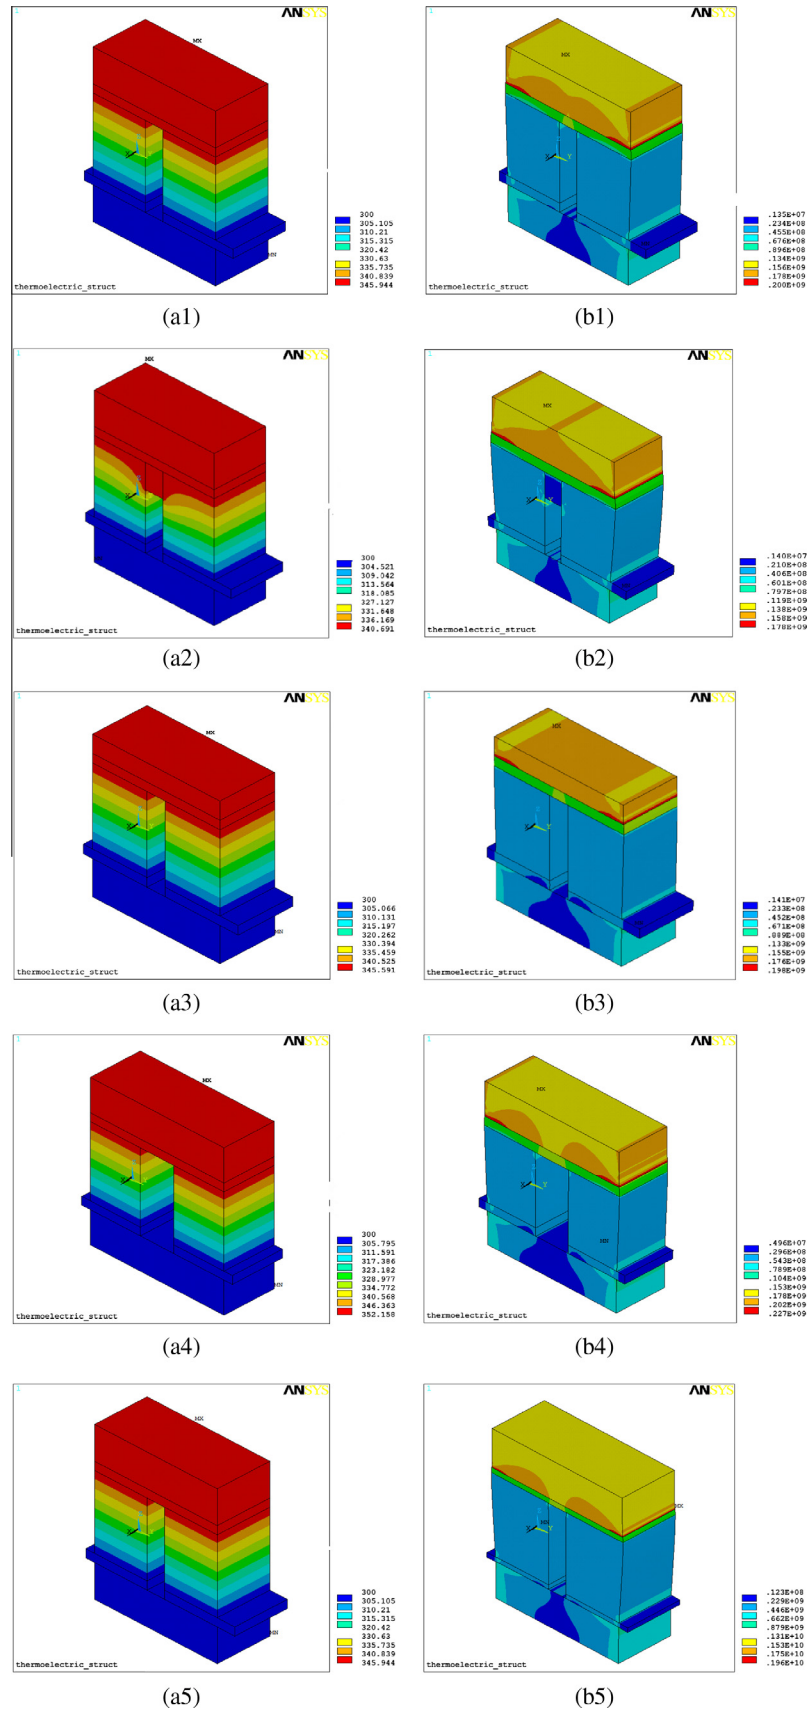 1
ANSYS
MX
X
Y
MN
300
305.105
310.21
315.315
320.42
330.63
335.735
340.839
345.944
thermoelectric_struct
(a1)
1
ANSYS
MX
X
Y
MN
.135E+07
.234E+08
.455E+08
.676E+08
.896E+08
.134E+09
.156E+09
.178E+09
.200E+09
thermoelectric_struct
(b1)
1
ANSYS
MX
X
300
304.521
309.042
313.564
318.085
327.127
331.648
336.169
340.691
thermoelectric_struct
(a2)
1
ANSYS
MX
X
Y
.140E+07
.210E+08
.406E+08
.601E+08
.797E+08
.119E+09
.138E+09
.158E+09
.178E+09
thermoelectric_struct
(b2)
1
ANSYS
MX
X
Y
MN
300
305.066
310.131
315.197
320.262
330.394
335.459
340.525
345.591
thermoelectric_struct
(a3)
1
ANSYS
MX
X
Y
.141E+07
.233E+08
.452E+08
.671E+08
.889E+08
.133E+09
.155E+09
.176E+09
.198E+09
thermoelectric_struct
(b3)
1
ANSYS
MX
X
Y
MN
300
305.795
311.591
317.386
323.182
328.977
334.772
340.568
346.363
352.158
thermoelectric_struct
(a4)
1
ANSYS
MX
X
Y
MN
.496E+07
.296E+08
.543E+08
.789E+08
.104E+09
.153E+09
.178E+09
.202E+09
.227E+09
thermoelectric_struct
(b4)
1
ANSYS
MX
X
Y
MN
300
305.105
310.21
315.315
320.42
330.63
335.735
340.839
345.944
thermoelectric_struct
(a5)
1
ANSYS
MX
MX
X
Y
.123E+08
.229E+09
.446E+09
.662E+09
.879E+09
.131E+10
.153E+10
.175E+10
.196E+10
thermoelectric_struct
(b5)